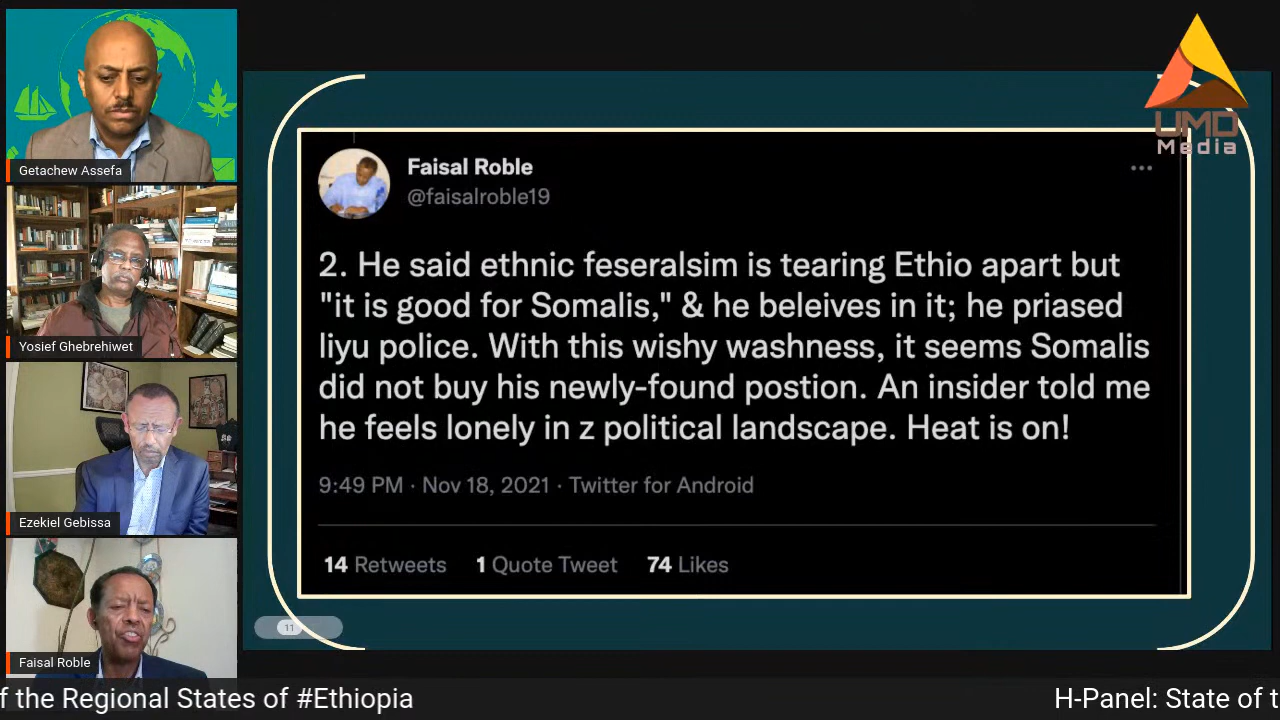 Getachew Assefa
Yosief Ghebrehiwet
Ezekiel Gebissa
Faisal Roble
UMD
Media
Faisal Roble
@faisalroble19
2. He said ethnic feseralsim is tearing Ethio apart but
"it is good for Somalis," & he beleives in it; he priased
liyu police. With this wishy washness, it seems Somalis
did not buy his newly-found postion. An insider told me
he feels lonely in z political landscape. Heat is on!
9:49 PM · Nov 18, 2021 · Twitter for Android
14 Retweets 1 Quote Tweet 74 Likes
11
f the Regional States of #Ethiopia
H-Panel: State of t